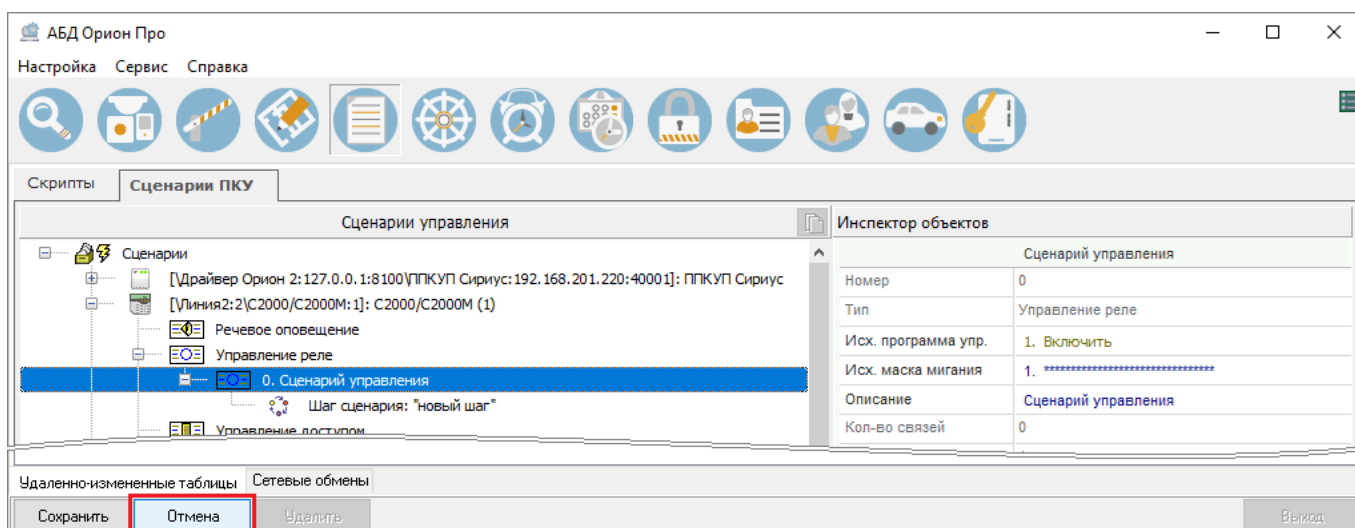 АБД Орион Про
Настройка Сервис Справка
Скрипты Сценарии ПКУ
Сценарии управления
Инспектор объектов
Сценарии
Сценарий управления
[\Драйвер Орион 2:127.0.0.1:8100\ППКУП Сириус:192.168.201.220:40001]: ППКУП Сириус
Номер 0
[\Линия2:2\С2000/С2000М:1]: С2000/С2000М (1)
Тип Управление реле
Речевое оповещение
Исх. программа упр. 1. Включить
Управление реле
Исх. маска мигания 1. ********************************
0. Сценарий управления
Описание Сценарий управления
Шаг сценария: "новый шаг"
Кол-во связей 0
Управление доступом
Удаленно-измененные таблицы Сетевые обмены
Сохранить Отмена Удалить Выход